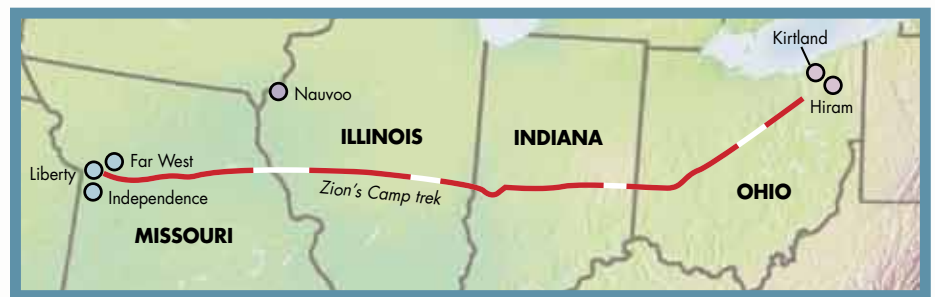 Kirtland
Hiram
Nauvoo
ILLINOIS
INDIANA
Far West
Liberty
Independence
Zion's Camp trek
OHIO
MISSOURI